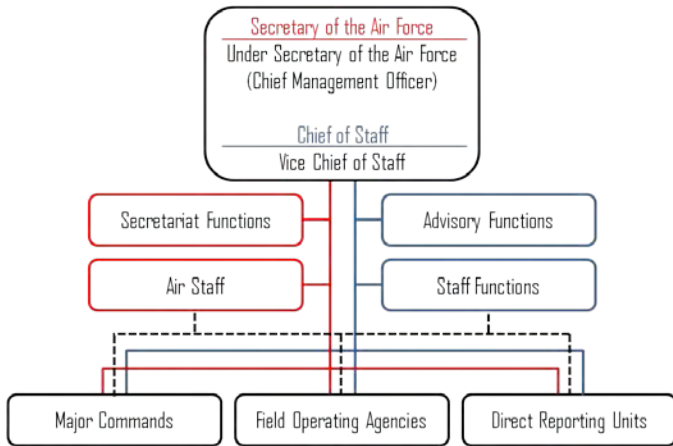 Secretary of the Air Force
Under Secretary of the Air Force
(Chief Management Officer)
Chief of Staff
Vice Chief of Staff
Secretariat Functions
Advisory Functions
Air Staff
Staff Functions
Major Commands
Field Operating Agencies
Direct Reporting Units